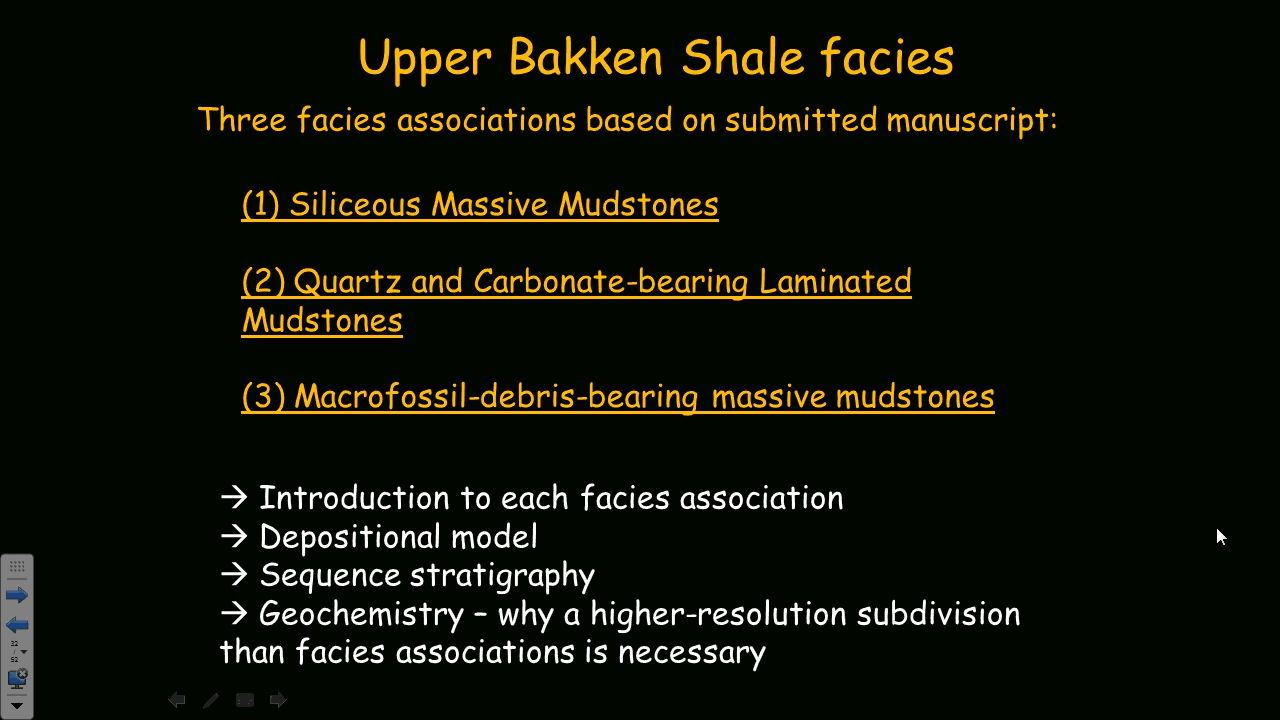 Upper Bakken Shale facies
Three facies associations based on submitted manuscript:
(1) Siliceous Massive Mudstones
(2) Quartz and Carbonate-bearing Laminated
Mudstones
(3) Macrofossil-debris-bearing massive mudstones
→ Introduction to each facies association
→ Depositional model
→ Sequence stratigraphy
→ Geochemistry – why a higher-resolution subdivision
than facies associations is necessary